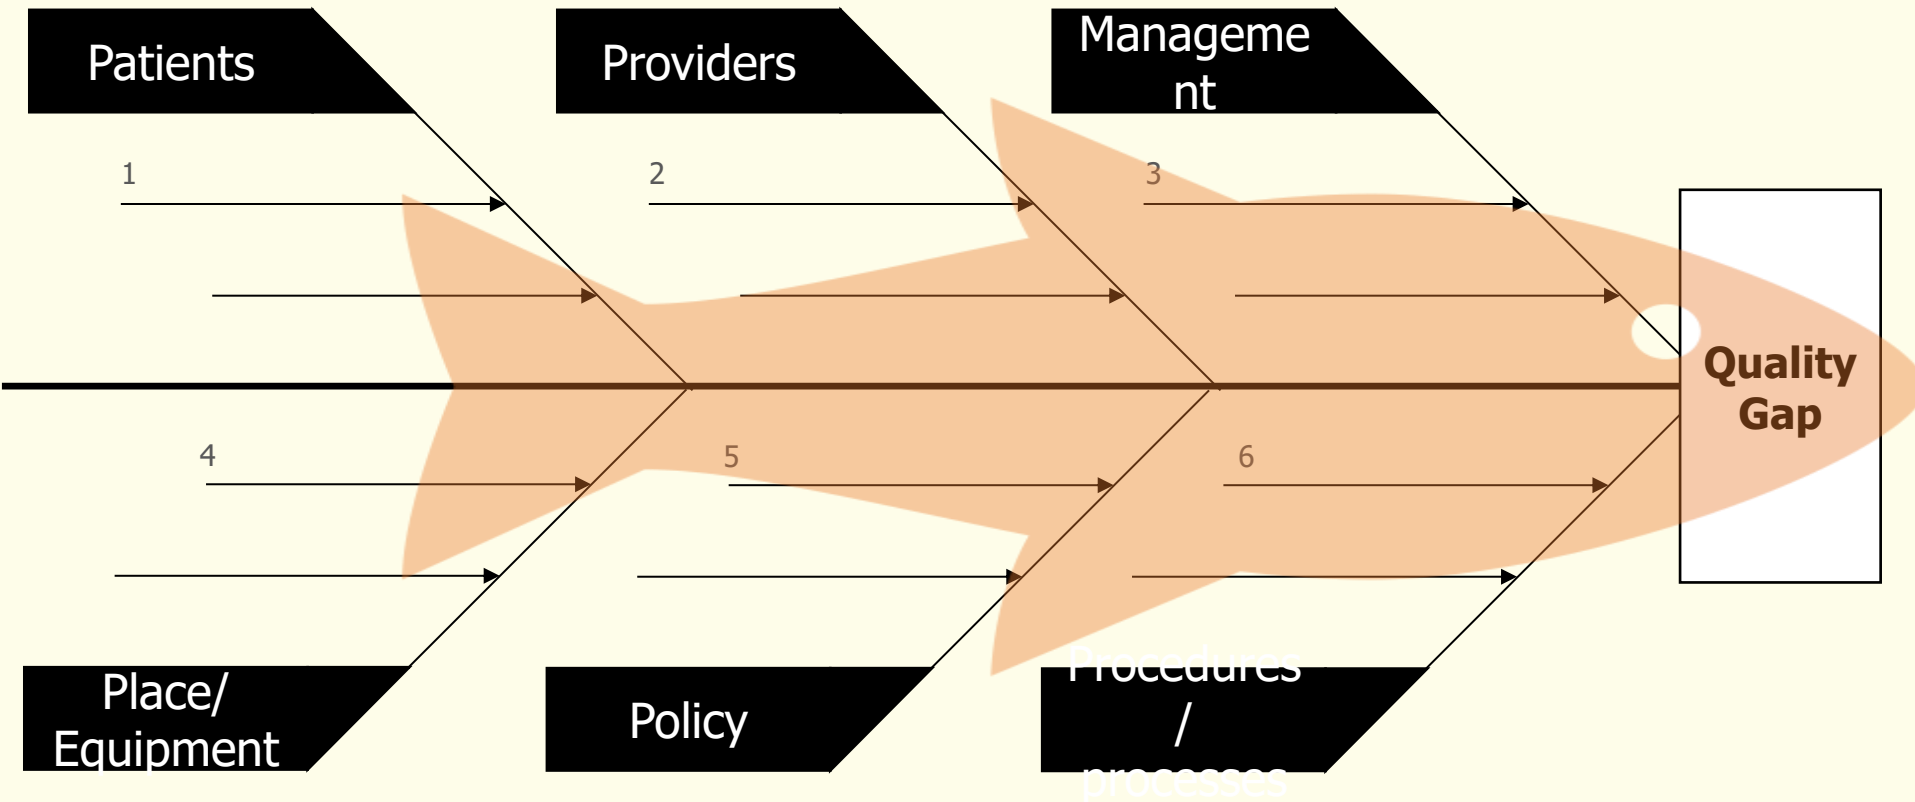 Patients
Providers
Manageme
nt
1
2
3
Quality
Gap
4
5
6
Place/
Equipment
Policy
Procedures
/
processes